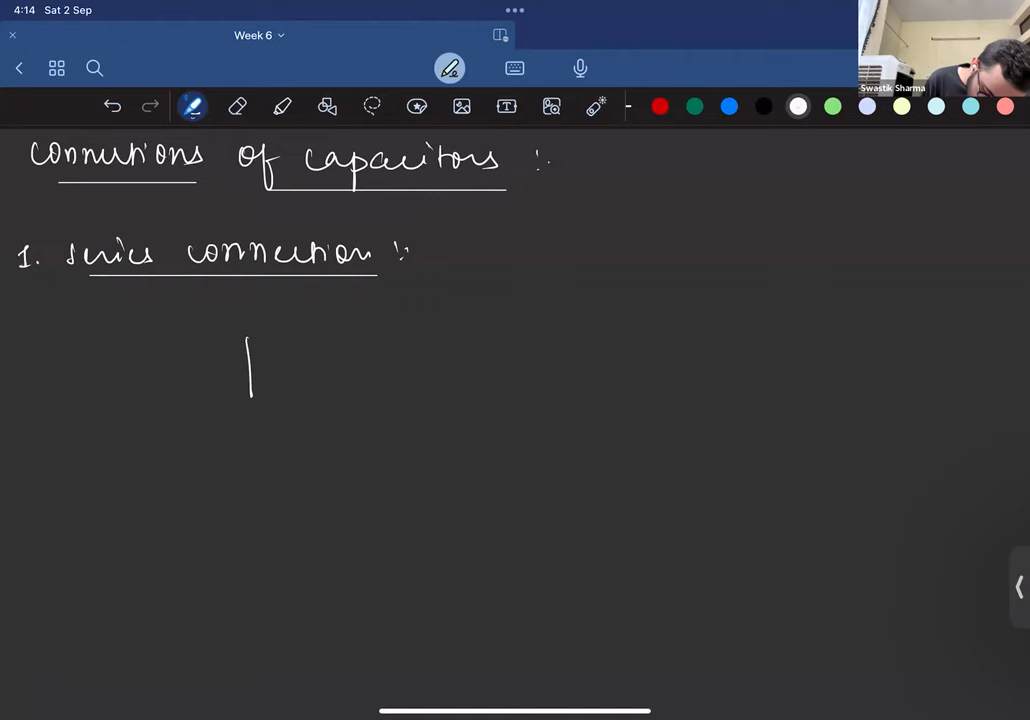 4:14 Sat 2 Sep
Week 6
Swastik Sharma
connections of capacitors :-
1. series connection :-